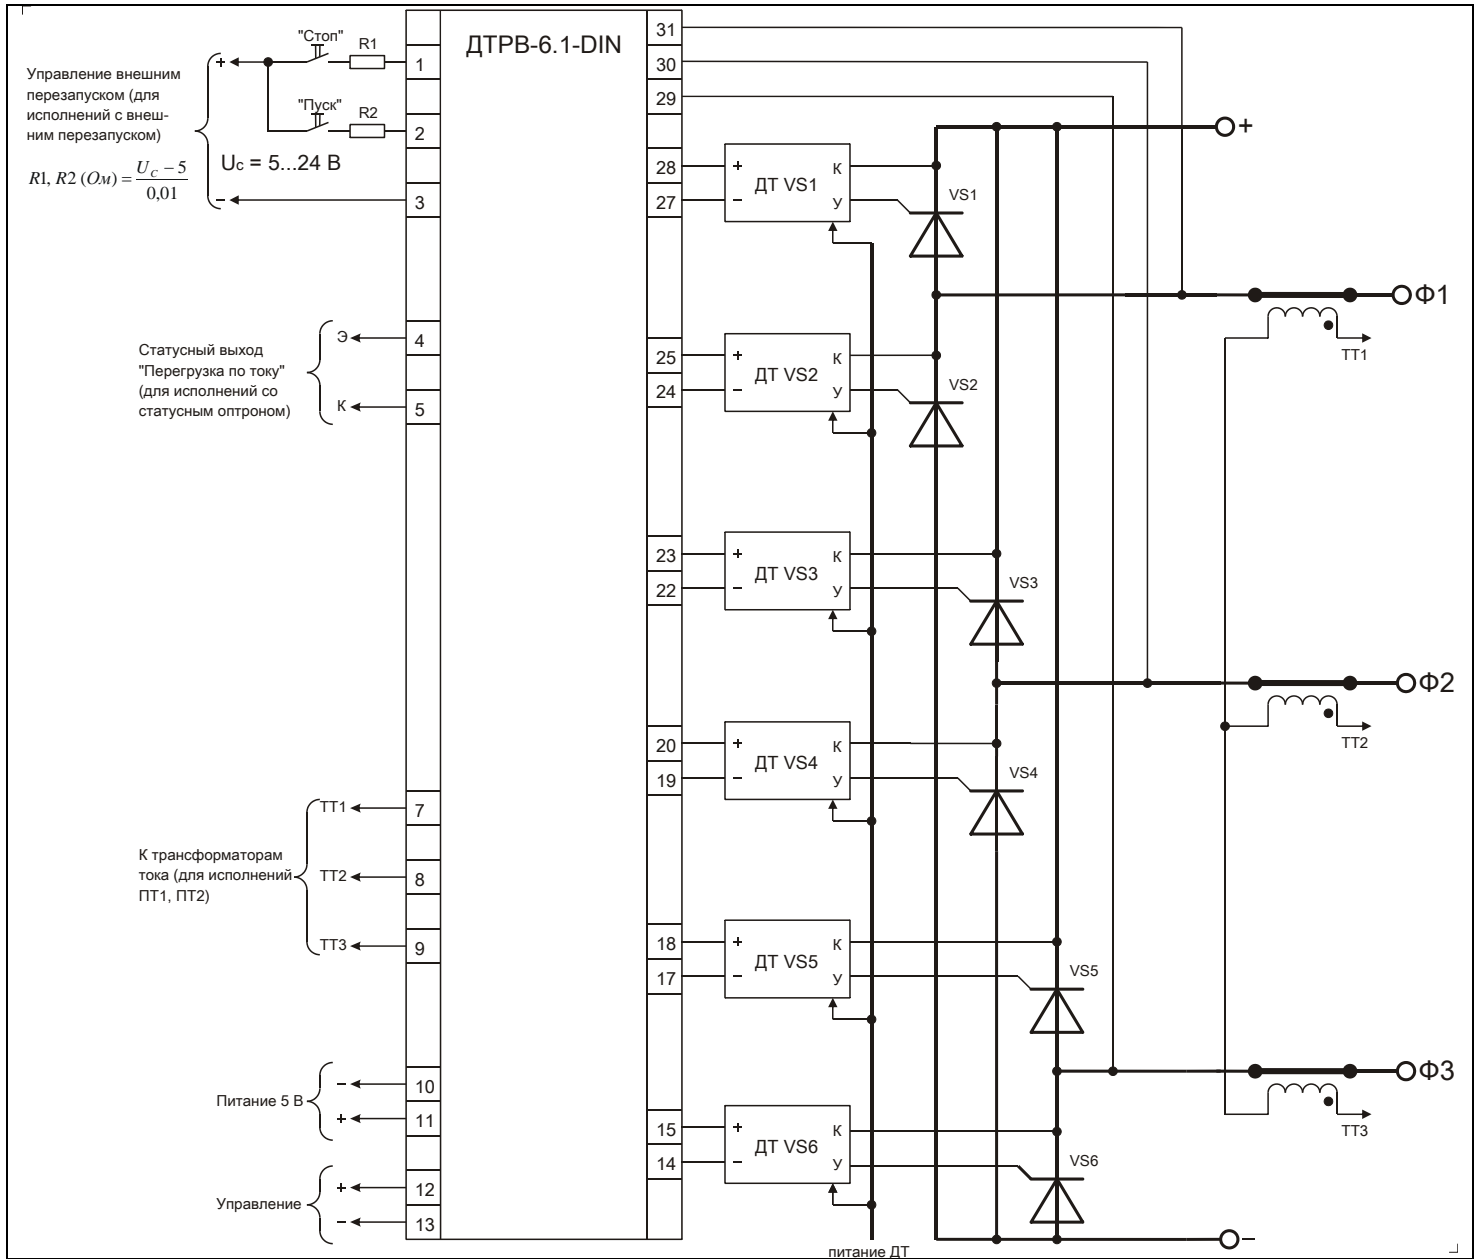 ДТРВ-6.1-DIN
"Стоп"
R1
1
"Пуск"
R2
2
Управление внешним
перезапуском (для
исполнений с внеш-
ним перезапуском)
+
Uс = 5...24 В
R1, R2 (Ом) = (U_C − 5) / 0,01
−
3
Статусный выход
"Перегрузка по току"
(для исполнений со
статусным оптроном)
Э
4
К
5
К трансформаторам
тока (для исполнений
ПТ1, ПТ2)
ТТ1
7
ТТ2
8
ТТ3
9
Питание 5 В
−
10
+
11
Управление
+
12
−
13
31
30
29
28
27
+
−
ДТ VS1
К
У
VS1
25
24
+
−
ДТ VS2
К
У
VS2
23
22
+
−
ДТ VS3
К
У
VS3
20
19
+
−
ДТ VS4
К
У
VS4
18
17
+
−
ДТ VS5
К
У
VS5
15
14
+
−
ДТ VS6
К
У
VS6
питание ДТ
+
Ф1
ТТ1
Ф2
ТТ2
Ф3
ТТ3
−